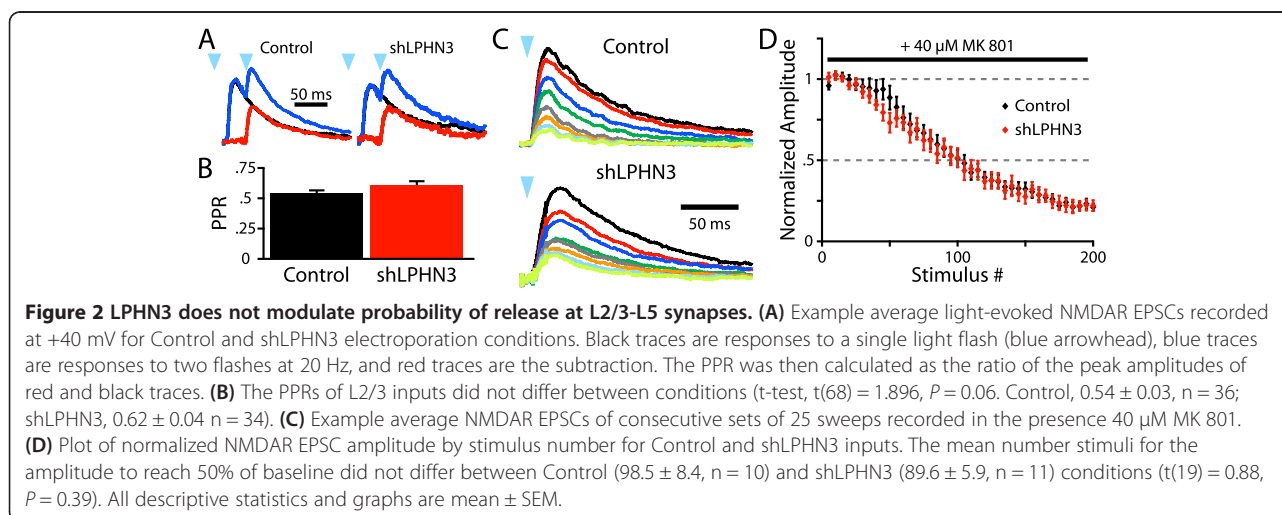 A
Control
shLPHN3
50 ms
B
.75
.5
.25
0
PPR
Control
shLPHN3
C
Control
shLPHN3
50 ms
D
+ 40 µM MK 801
1
.5
0
Normalized Amplitude
Control
shLPHN3
0
100
200
Stimulus #
Figure 2 LPHN3 does not modulate probability of release at L2/3-L5 synapses. (A) Example average light-evoked NMDAR EPSCs recorded
at +40 mV for Control and shLPHN3 electroporation conditions. Black traces are responses to a single light flash (blue arrowhead), blue traces
are responses to two flashes at 20 Hz, and red traces are the subtraction. The PPR was then calculated as the ratio of the peak amplitudes of
red and black traces. (B) The PPRs of L2/3 inputs did not differ between conditions (t-test, t(68) = 1.896, P = 0.06. Control, 0.54 ± 0.03, n = 36;
shLPHN3, 0.62 ± 0.04 n = 34). (C) Example average NMDAR EPSCs of consecutive sets of 25 sweeps recorded in the presence 40 µM MK 801.
(D) Plot of normalized NMDAR EPSC amplitude by stimulus number for Control and shLPHN3 inputs. The mean number stimuli for the
amplitude to reach 50% of baseline did not differ between Control (98.5 ± 8.4, n = 10) and shLPHN3 (89.6 ± 5.9, n = 11) conditions (t(19) = 0.88,
P = 0.39). All descriptive statistics and graphs are mean ± SEM.